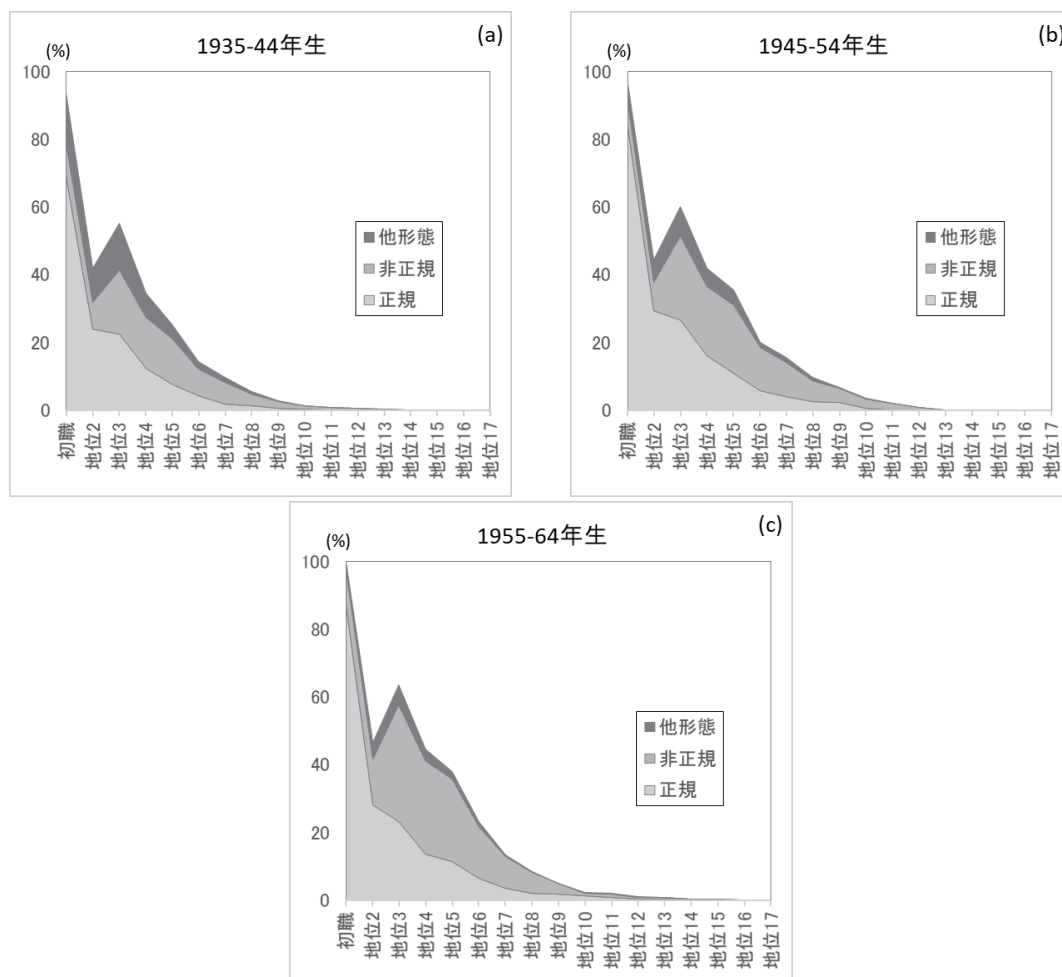 (a)
(%)
1935-44年生
100
80
60
40
20
0
他形態
非正規
正規
初職
地位2
地位3
地位4
地位5
地位6
地位7
地位8
地位9
地位10
地位11
地位12
地位13
地位14
地位15
地位16
地位17
(b)
(%)
1945-54年生
100
80
60
40
20
0
他形態
非正規
正規
初職
地位2
地位3
地位4
地位5
地位6
地位7
地位8
地位9
地位10
地位11
地位12
地位13
地位14
地位15
地位16
地位17
(c)
(%)
1955-64年生
100
80
60
40
20
0
他形態
非正規
正規
初職
地位2
地位3
地位4
地位5
地位6
地位7
地位8
地位9
地位10
地位11
地位12
地位13
地位14
地位15
地位16
地位17